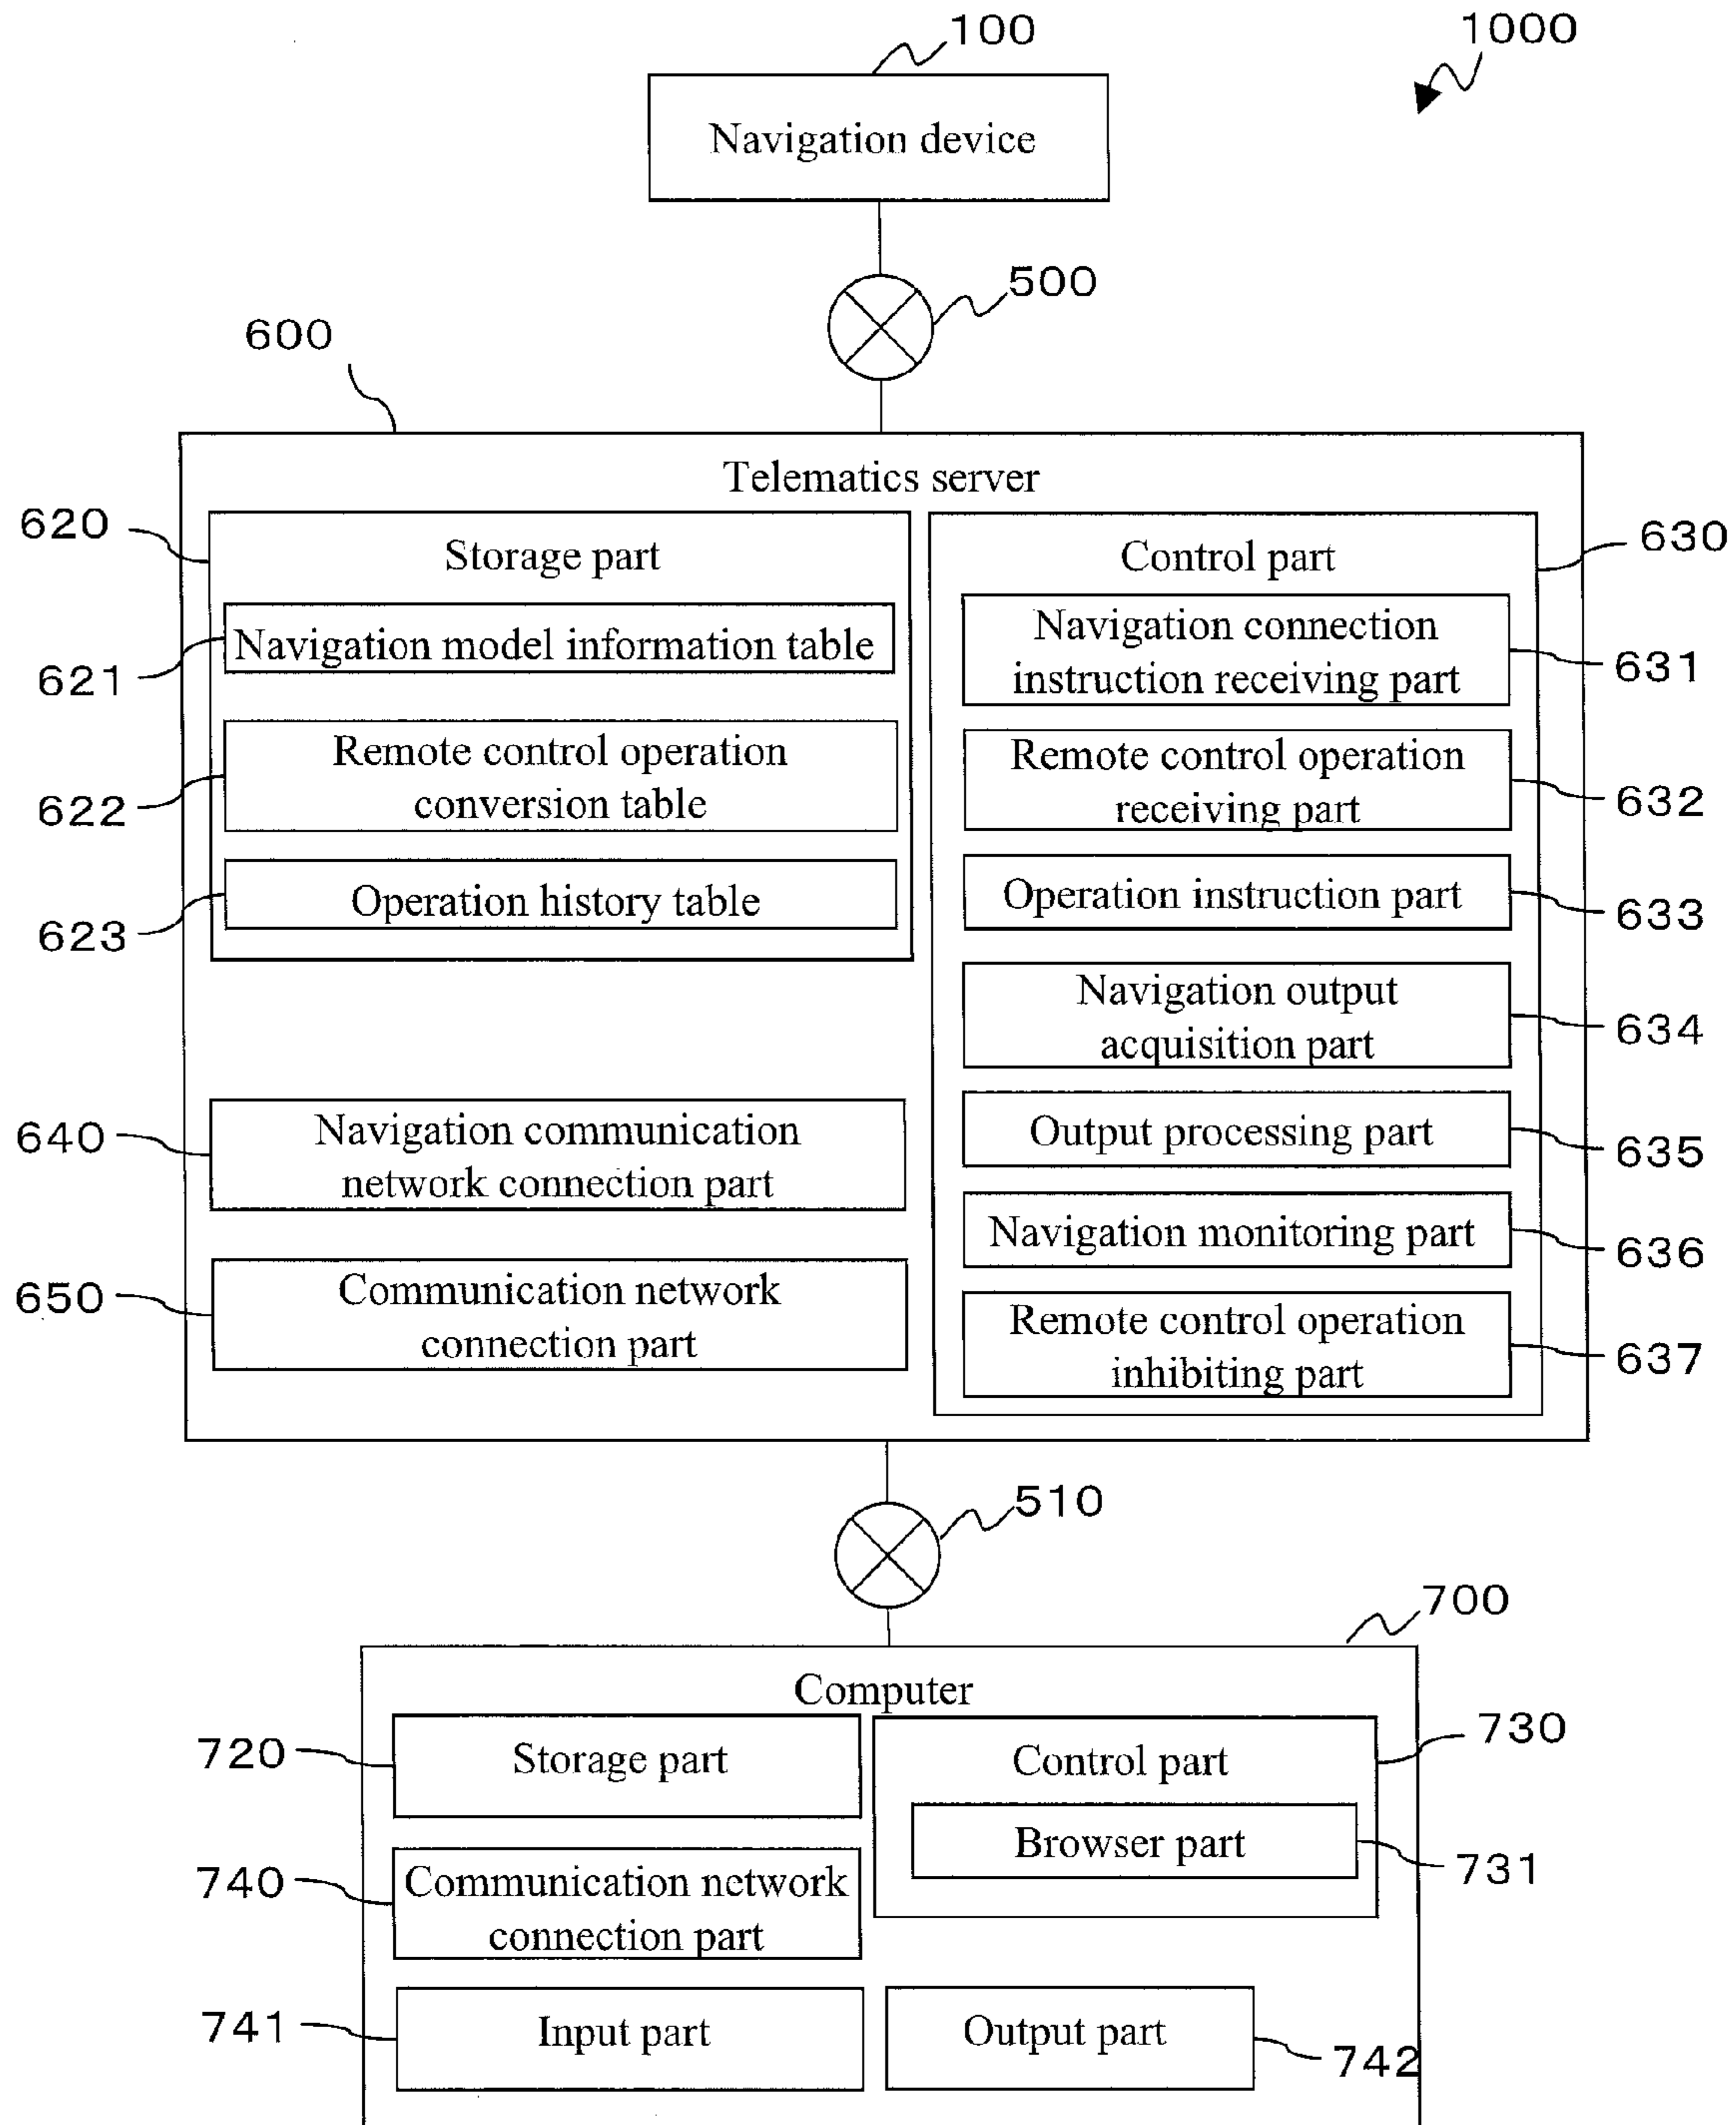 100
1000
Navigation device
500
600
Telematics server
620
Storage part
Navigation model information table
621
Remote control operation
conversion table
622
Operation history table
623
Control part
630
Navigation connection
instruction receiving part
631
Remote control operation
receiving part
632
Operation instruction part
633
Navigation output
acquisition part
634
Output processing part
635
Navigation monitoring part
636
Remote control operation
inhibiting part
637
640
Navigation communication
network connection part
650
Communication network
connection part
510
700
Computer
720
Storage part
Control part
730
Browser part
731
740
Communication network
connection part
741
Input part
Output part
742